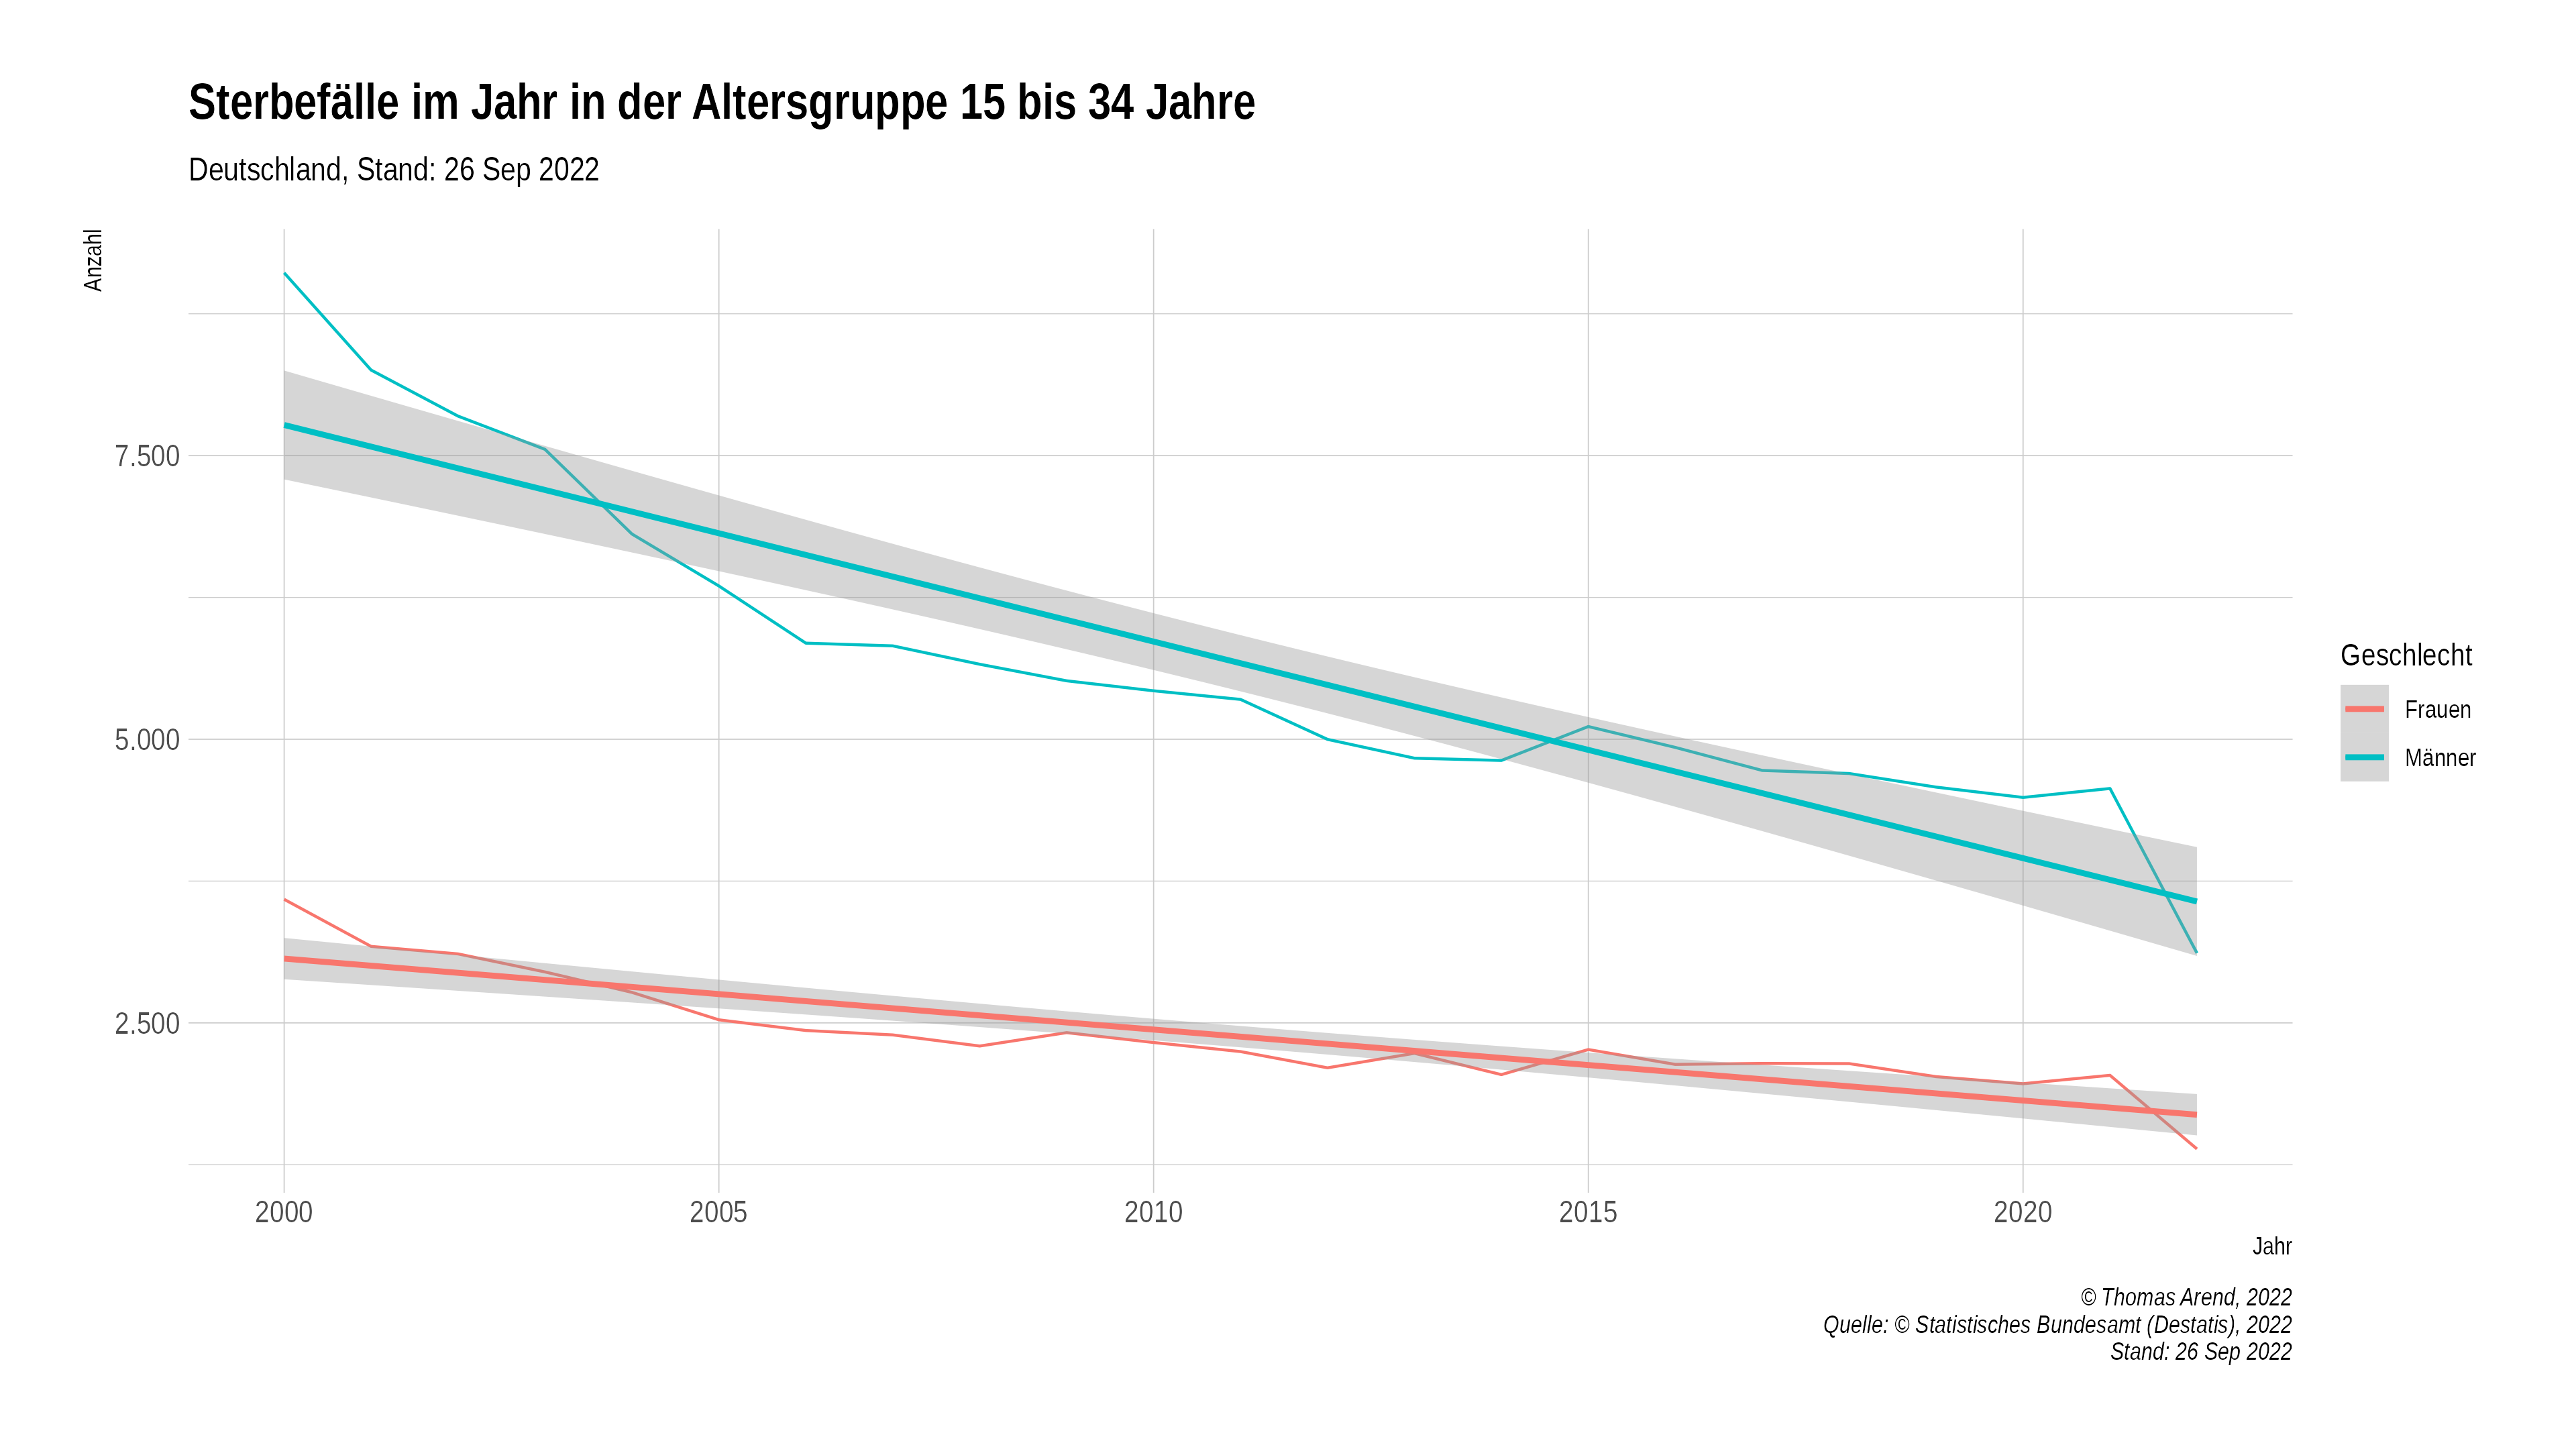 Sterbefälle im Jahr in der Altersgruppe 15 bis 34 Jahre
Deutschland, Stand: 26 Sep 2022
Anzahl
7.500
5.000
2.500
2000
2005
2010
2015
2020
Jahr
Geschlecht
Frauen
Männer
© Thomas Arend, 2022
Quelle: © Statistisches Bundesamt (Destatis), 2022
Stand: 26 Sep 2022